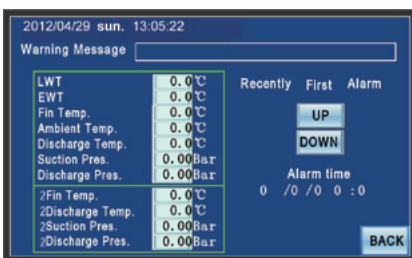 2012/04/29 sun. 13:05:22
Warning Message
LWT 0.0℃
EWT 0.0℃
Fin Temp. 0.0℃
Ambient Temp. 0.0℃
Discharge Temp. 0.0℃
Suction Pres. 0.00Bar
Discharge Pres. 0.00Bar
2Fin Temp. 0.0℃
2Discharge Temp. 0.0℃
2Suction Pres. 0.00Bar
2Discharge Pres. 0.00Bar
Recently First Alarm
UP
DOWN
Alarm time
0 /0 /0 0 :0
BACK